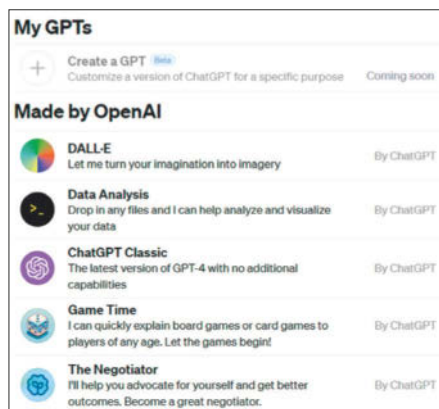 My GPTs
Create a GPT Beta
Customize a version of ChatGPT for a specific purpose
Coming soon
Made by OpenAI
DALL·E
Let me turn your imagination into imagery
By ChatGPT
Data Analysis
Drop in any files and I can help analyze and visualize
your data
By ChatGPT
ChatGPT Classic
The latest version of GPT-4 with no additional
capabilities
By ChatGPT
Game Time
I can quickly explain board games or card games to
players of any age. Let the games begin!
By ChatGPT
The Negotiator
I'll help you advocate for yourself and get better
outcomes. Become a great negotiator.
By ChatGPT